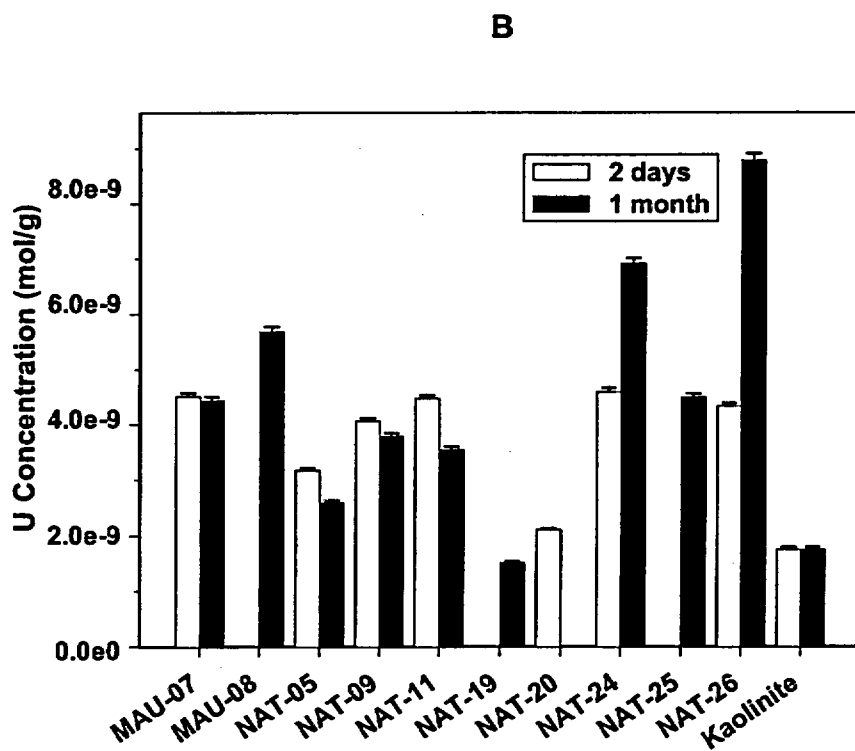 B
2 days
1 month
U Concentration (mol/g)
8.0e-9
6.0e-9
4.0e-9
2.0e-9
0.0e0
MAU-07
MAU-08
NAT-05
NAT-09
NAT-11
NAT-19
NAT-20
NAT-24
NAT-25
NAT-26
Kaolinite